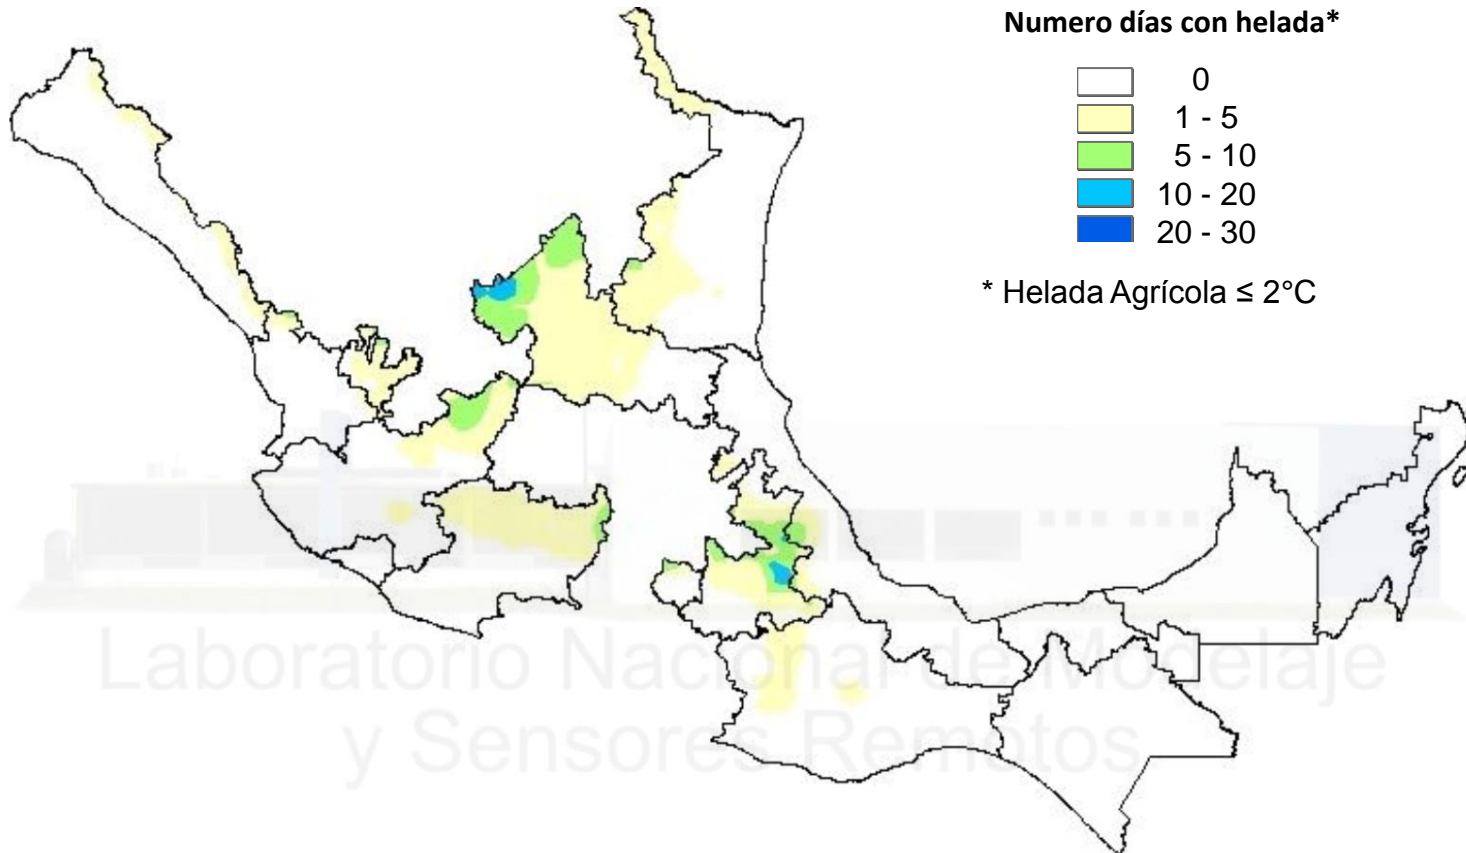 Numero días con helada*
0
1 - 5
5 - 10
10 - 20
20 - 30
* Helada Agrícola ≤ 2°C
Laboratorio Nacional de Modelaje
y Sensores Remotos